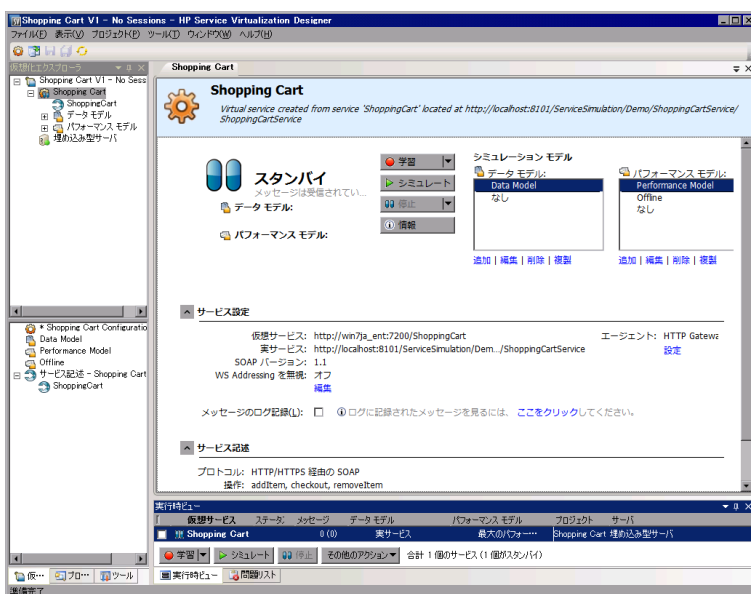 Shopping Cart V1 - No Sessions - HP Service Virtualization Designer
ファイル(F) 表示(V) プロジェクト(P) ツール(T) ウィンドウ(W) ヘルプ(H)
仮想化エクスプローラ
Shopping Cart V1 - No Sess
Shopping Cart
ShoppingCart
データ モデル
パフォーマンス モデル
埋め込み型サーバ
* Shopping Cart Configuratio
Data Model
Performance Model
Offline
サービス記述 - Shopping Cart
ShoppingCart
仮…
プロ…
ツール
Shopping Cart
Shopping Cart
Virtual service created from service 'ShoppingCart' located at http://localhost:8101/ServiceSimulation/Demo/ShoppingCartService/
ShoppingCartService
スタンバイ
メッセージは受信されてい...
データ モデル:
パフォーマンス モデル:
学習
シミュレート
停止
情報
シミュレーション モデル
データ モデル:
Data Model
なし
追加 | 編集 | 削除 | 複製
パフォーマンス モデル:
Performance Model
Offline
なし
追加 | 編集 | 削除 | 複製
サービス設定
仮想サービス: http://win7ja_ent:7200/ShoppingCart
エージェント: HTTP Gatewa
実サービス: http://localhost:8101/ServiceSimulation/Dem.../ShoppingCartService
設定
SOAP バージョン: 1.1
WS Addressing を無視: オフ
編集
メッセージのログ記録(L): ログに記録されたメッセージを見るには、 ここをクリックしてください。
サービス記述
プロトコル: HTTP/HTTPS 経由の SOAP
操作: addItem, checkout, removeItem
実行時ビュー
仮想サービス ステータ: メッセージ データ モデル パフォーマンス モデル プロジェクト サーバ
Shopping Cart 0 (0) 実サービス 最大のパフォー… Shopping Cart 埋め込み型サーバ
学習 シミュレート 停止 その他のアクション 合計 1 個のサービス (1 個がスタンバイ)
実行時ビュー 問題リスト
準備完了